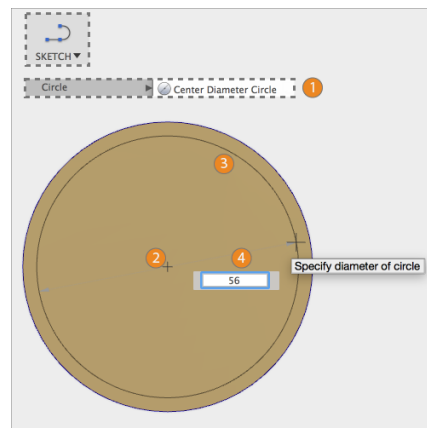 SKETCH▼
Circle ▶ Center Diameter Circle 1
3
2 4
Specify diameter of circle
56